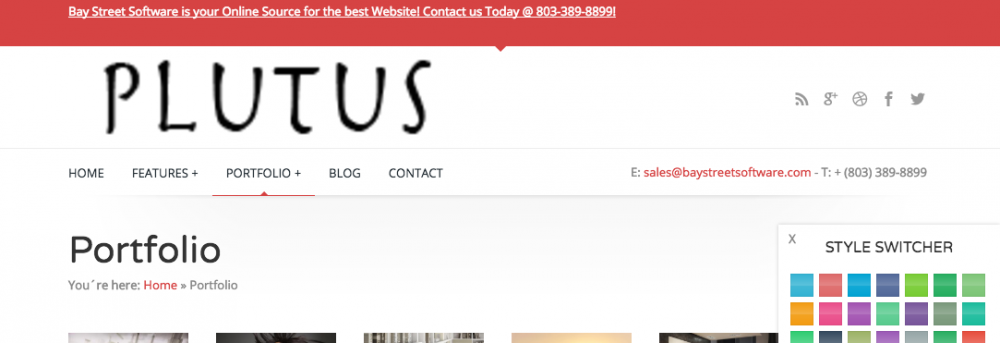 Bay Street Software is your Online Source for the best Website! Contact us Today @ 803-389-8899!
PLUTUS
HOME FEATURES + PORTFOLIO + BLOG CONTACT E: sales@baystreetsoftware.com - T: + (803) 389-8899
Portfolio
You´re here: Home » Portfolio
X
STYLE SWITCHER